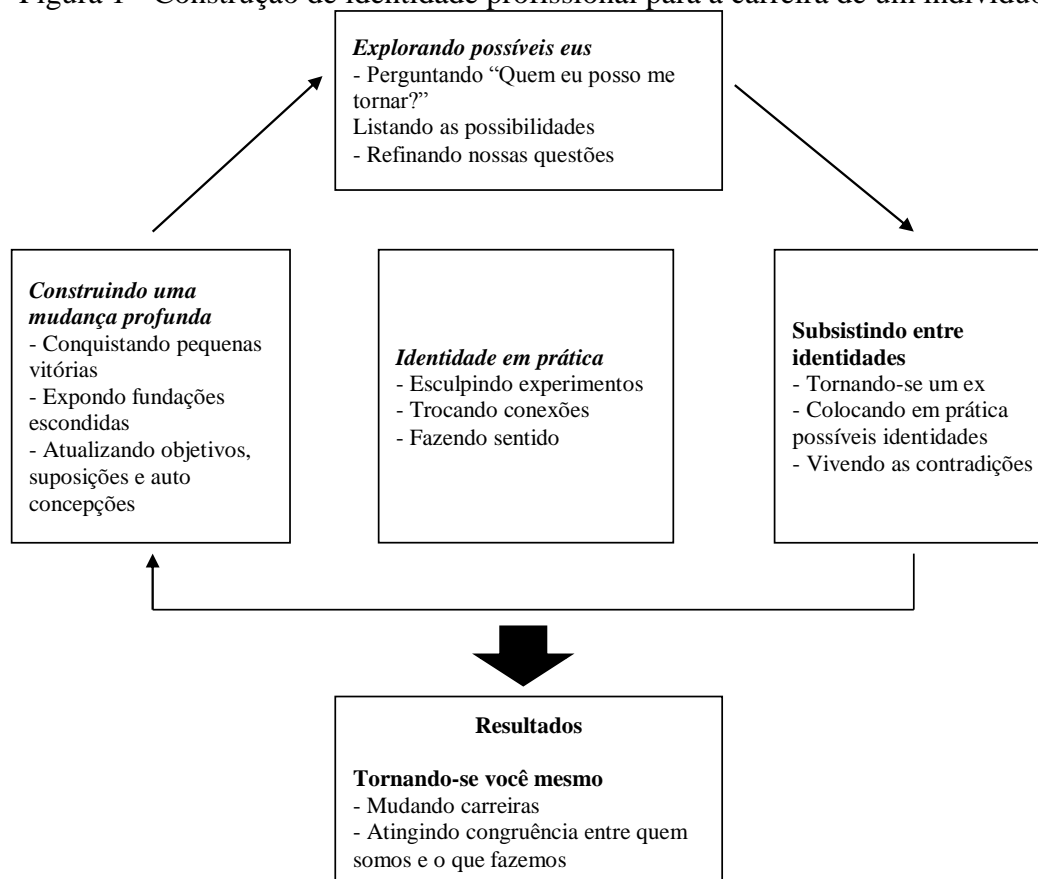 Figura 1 - Construção de identidade profissional para a carreira de um indivíduo
Explorando possíveis eus
- Perguntando “Quem eu posso me
tornar?”
Listando as possibilidades
- Refinando nossas questões
Construindo uma
mudança profunda
- Conquistando pequenas
vitórias
- Expondo fundações
escondidas
- Atualizando objetivos,
suposições e auto
concepções
Identidade em prática
- Esculpindo experimentos
- Trocando conexões
- Fazendo sentido
Subsistindo entre
identidades
- Tornando-se um ex
- Colocando em prática
possíveis identidades
- Vivendo as contradições
Resultados
Tornando-se você mesmo
- Mudando carreiras
- Atingindo congruência entre quem
somos e o que fazemos